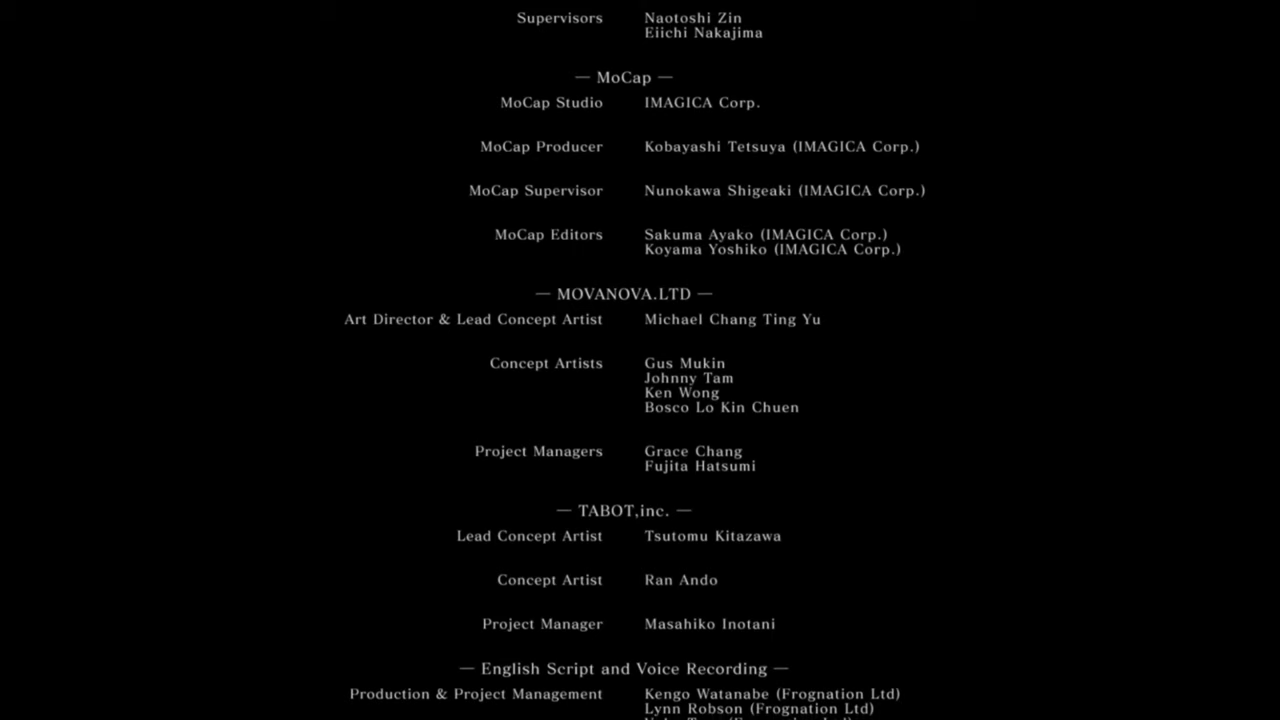 Supervisors Naotoshi Zin
Eiichi Nakajima
— MoCap —
MoCap Studio IMAGICA Corp.
MoCap Producer Kobayashi Tetsuya (IMAGICA Corp.)
MoCap Supervisor Nunokawa Shigeaki (IMAGICA Corp.)
MoCap Editors Sakuma Ayako (IMAGICA Corp.)
Koyama Yoshiko (IMAGICA Corp.)
— MOVANOVA.LTD —
Art Director & Lead Concept Artist Michael Chang Ting Yu
Concept Artists Gus Mukin
Johnny Tam
Ken Wong
Bosco Lo Kin Chuen
Project Managers Grace Chang
Fujita Hatsumi
— TABOT,inc. —
Lead Concept Artist Tsutomu Kitazawa
Concept Artist Ran Ando
Project Manager Masahiko Inotani
— English Script and Voice Recording —
Production & Project Management Kengo Watanabe (Frognation Ltd)
Lynn Robson (Frognation Ltd)